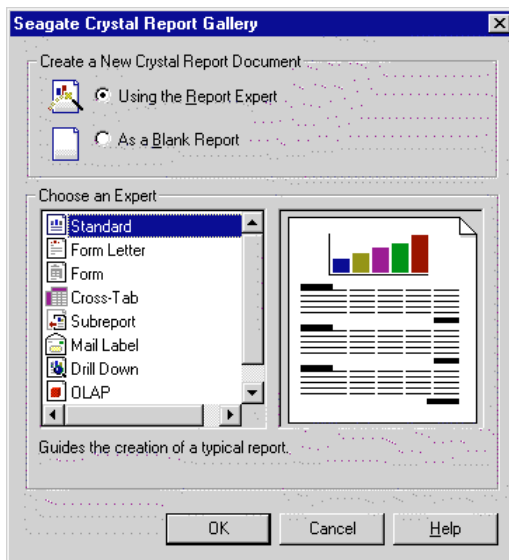 Seagate Crystal Report Gallery
Create a New Crystal Report Document
Using the Report Expert
As a Blank Report
Choose an Expert
Standard
Form Letter
Form
Cross-Tab
Subreport
Mail Label
Drill Down
OLAP
Guides the creation of a typical report.
OK Cancel Help